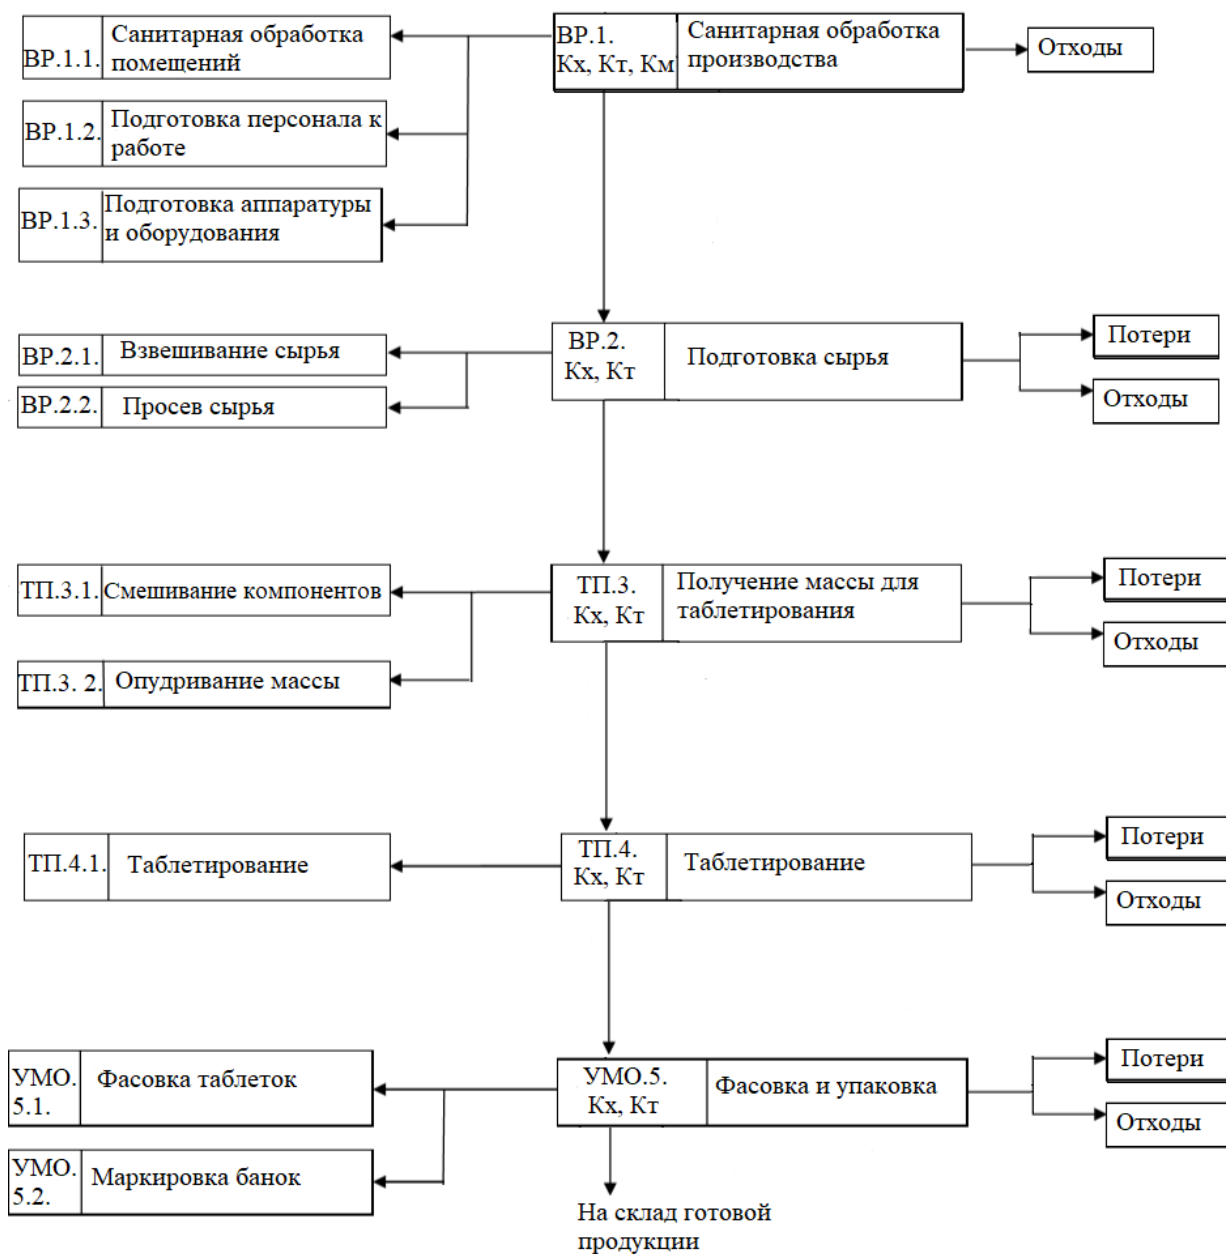 ВР.1.1.
Санитарная обработка
помещений
ВР.1.
Кх, Кт, Км
Санитарная обработка
производства
Отходы
ВР.1.2.
Подготовка персонала к
работе
ВР.1.3.
Подготовка аппаратуры
и оборудования
ВР.2.1.
Взвешивание сырья
ВР.2.
Кх, Кт
Подготовка сырья
Потери
ВР.2.2.
Просев сырья
Отходы
ТП.3.1.
Смешивание компонентов
ТП.3.
Кх, Кт
Получение массы для
таблетирования
Потери
Отходы
ТП.3. 2.
Опудривание массы
ТП.4.1.
Таблетирование
ТП.4.
Кх, Кт
Таблетирование
Потери
Отходы
УМО.
5.1.
Фасовка таблеток
УМО.5.
Кх, Кт
Фасовка и упаковка
Потери
Отходы
УМО.
5.2.
Маркировка банок
На склад готовой
продукции